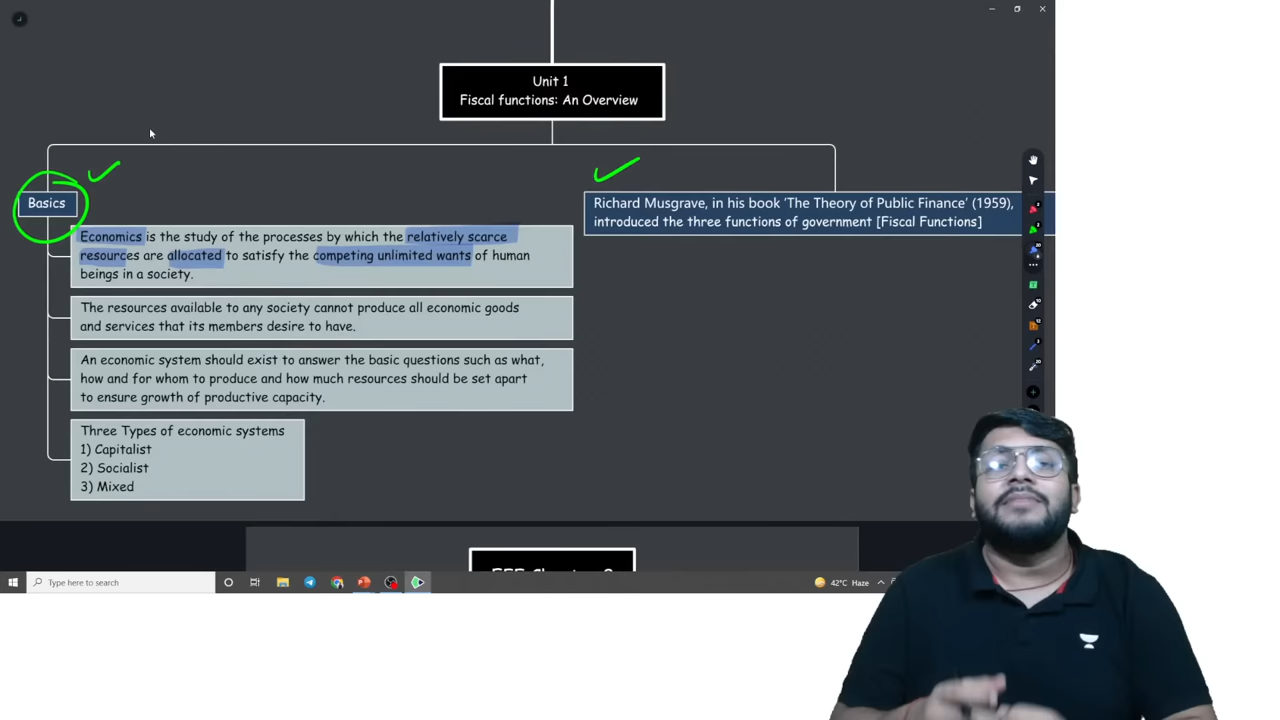 Unit 1
Fiscal functions: An Overview
Basics
Economics is the study of the processes by which the relatively scarce
resources are allocated to satisfy the competing unlimited wants of human
beings in a society.
The resources available to any society cannot produce all economic goods
and services that its members desire to have.
An economic system should exist to answer the basic questions such as what,
how and for whom to produce and how much resources should be set apart
to ensure growth of productive capacity.
Three Types of economic systems
1) Capitalist
2) Socialist
3) Mixed
Richard Musgrave, in his book ‘The Theory of Public Finance’ (1959),
introduced the three functions of government [Fiscal Functions]
Type here to search
42°C Haze